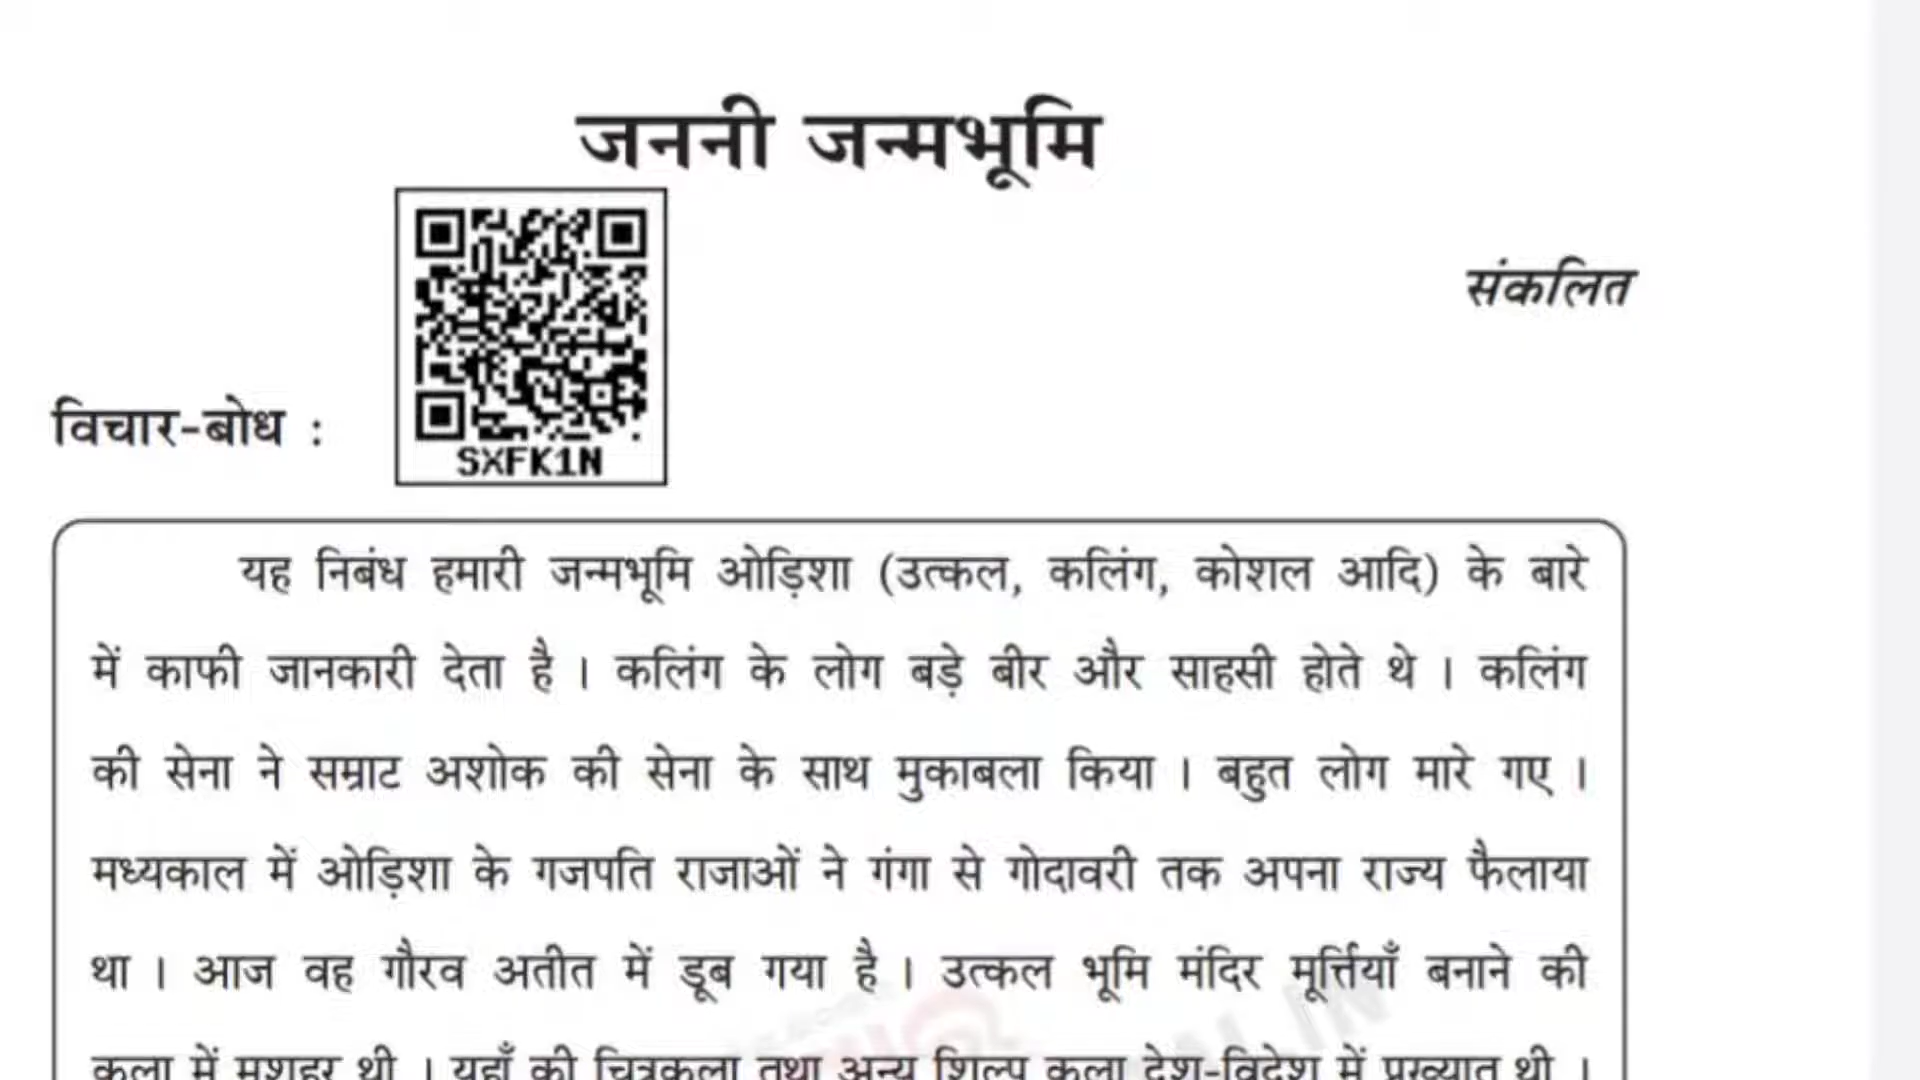 जननी जन्मभूमि
संकलित
विचार-बोध :
SXFK1N
यह निबंध हमारी जन्मभूमि ओड़िशा (उत्कल, कलिंग, कोशल आदि) के बारे
में काफी जानकारी देता है । कलिंग के लोग बड़े बीर और साहसी होते थे । कलिंग
की सेना ने सम्राट अशोक की सेना के साथ मुकाबला किया । बहुत लोग मारे गए ।
मध्यकाल में ओड़िशा के गजपति राजाओं ने गंगा से गोदावरी तक अपना राज्य फैलाया
था । आज वह गौरव अतीत में डूब गया है । उत्कल भूमि मंदिर मूर्त्तियाँ बनाने की
कला में मशहूर थी । यहाँ की चित्रकला तथा अन्य शिल्प कला देश-विदेश में प्रख्यात थी ।